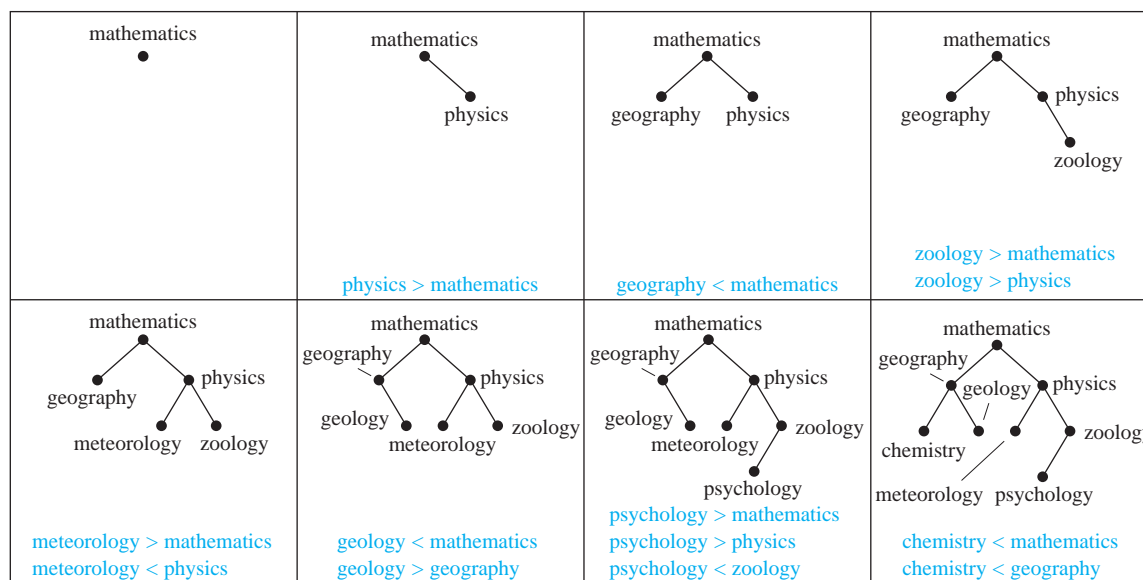 mathematics
mathematics
physics
physics > mathematics
mathematics
geography
physics
geography < mathematics
mathematics
physics
geography
zoology
zoology > mathematics
zoology > physics
mathematics
physics
geography
meteorology
zoology
meteorology > mathematics
meteorology < physics
mathematics
geography
physics
geology
zoology
meteorology
geology < mathematics
geology > geography
mathematics
geography
physics
geology
zoology
meteorology
psychology
psychology > mathematics
psychology > physics
psychology < zoology
mathematics
geography
geology
physics
chemistry
zoology
meteorology
psychology
chemistry < mathematics
chemistry < geography